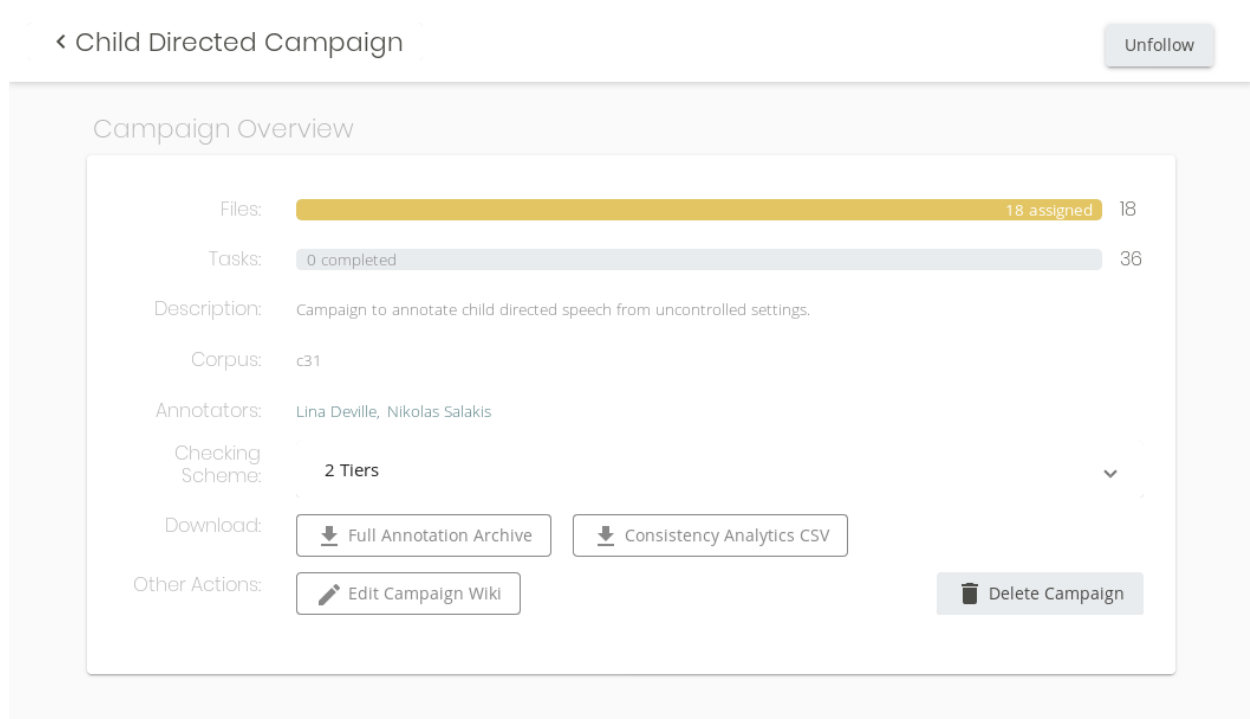 Child Directed Campaign
Unfollow
Campaign Overview
Files: 18 assigned 18
Tasks: 0 completed 36
Description: Campaign to annotate child directed speech from uncontrolled settings.
Corpus: c31
Annotators: Lina Deville, Nikolas Salakis
Checking
Scheme: 2 Tiers
Download: Full Annotation Archive Consistency Analytics CSV
Other Actions: Edit Campaign Wiki Delete Campaign